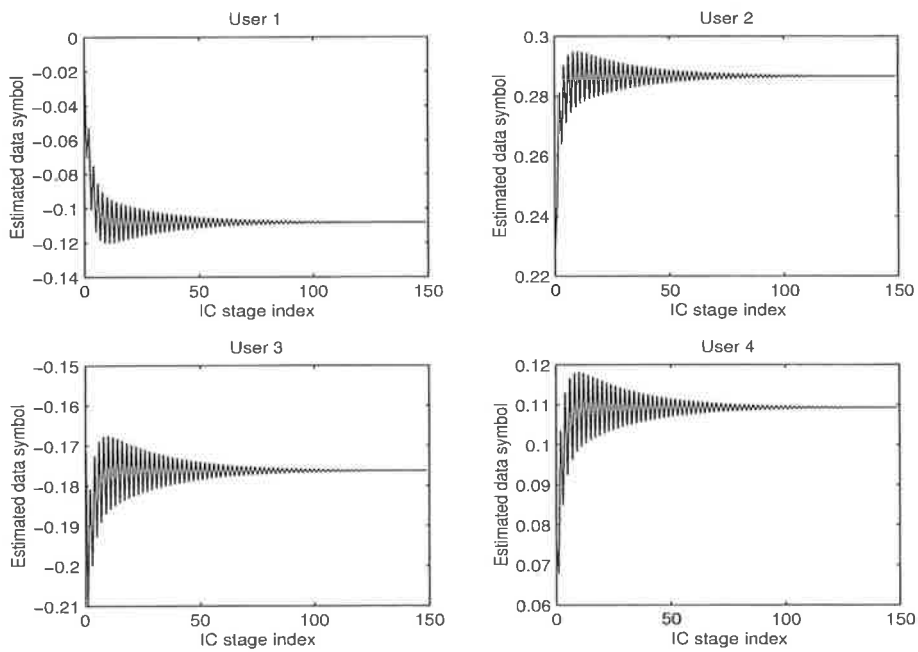 User 1
0
−0.02
−0.04
−0.06
−0.08
−0.1
−0.12
−0.14
Estimated data symbol
0 50 100 150
IC stage index
User 2
0.3
0.28
0.26
0.24
0.22
Estimated data symbol
0 50 100 150
IC stage index
User 3
−0.15
−0.16
−0.17
−0.18
−0.19
−0.2
−0.21
Estimated data symbol
0 50 100 150
IC stage index
User 4
0.12
0.11
0.1
0.09
0.08
0.07
0.06
Estimated data symbol
0 50 100 150
IC stage index